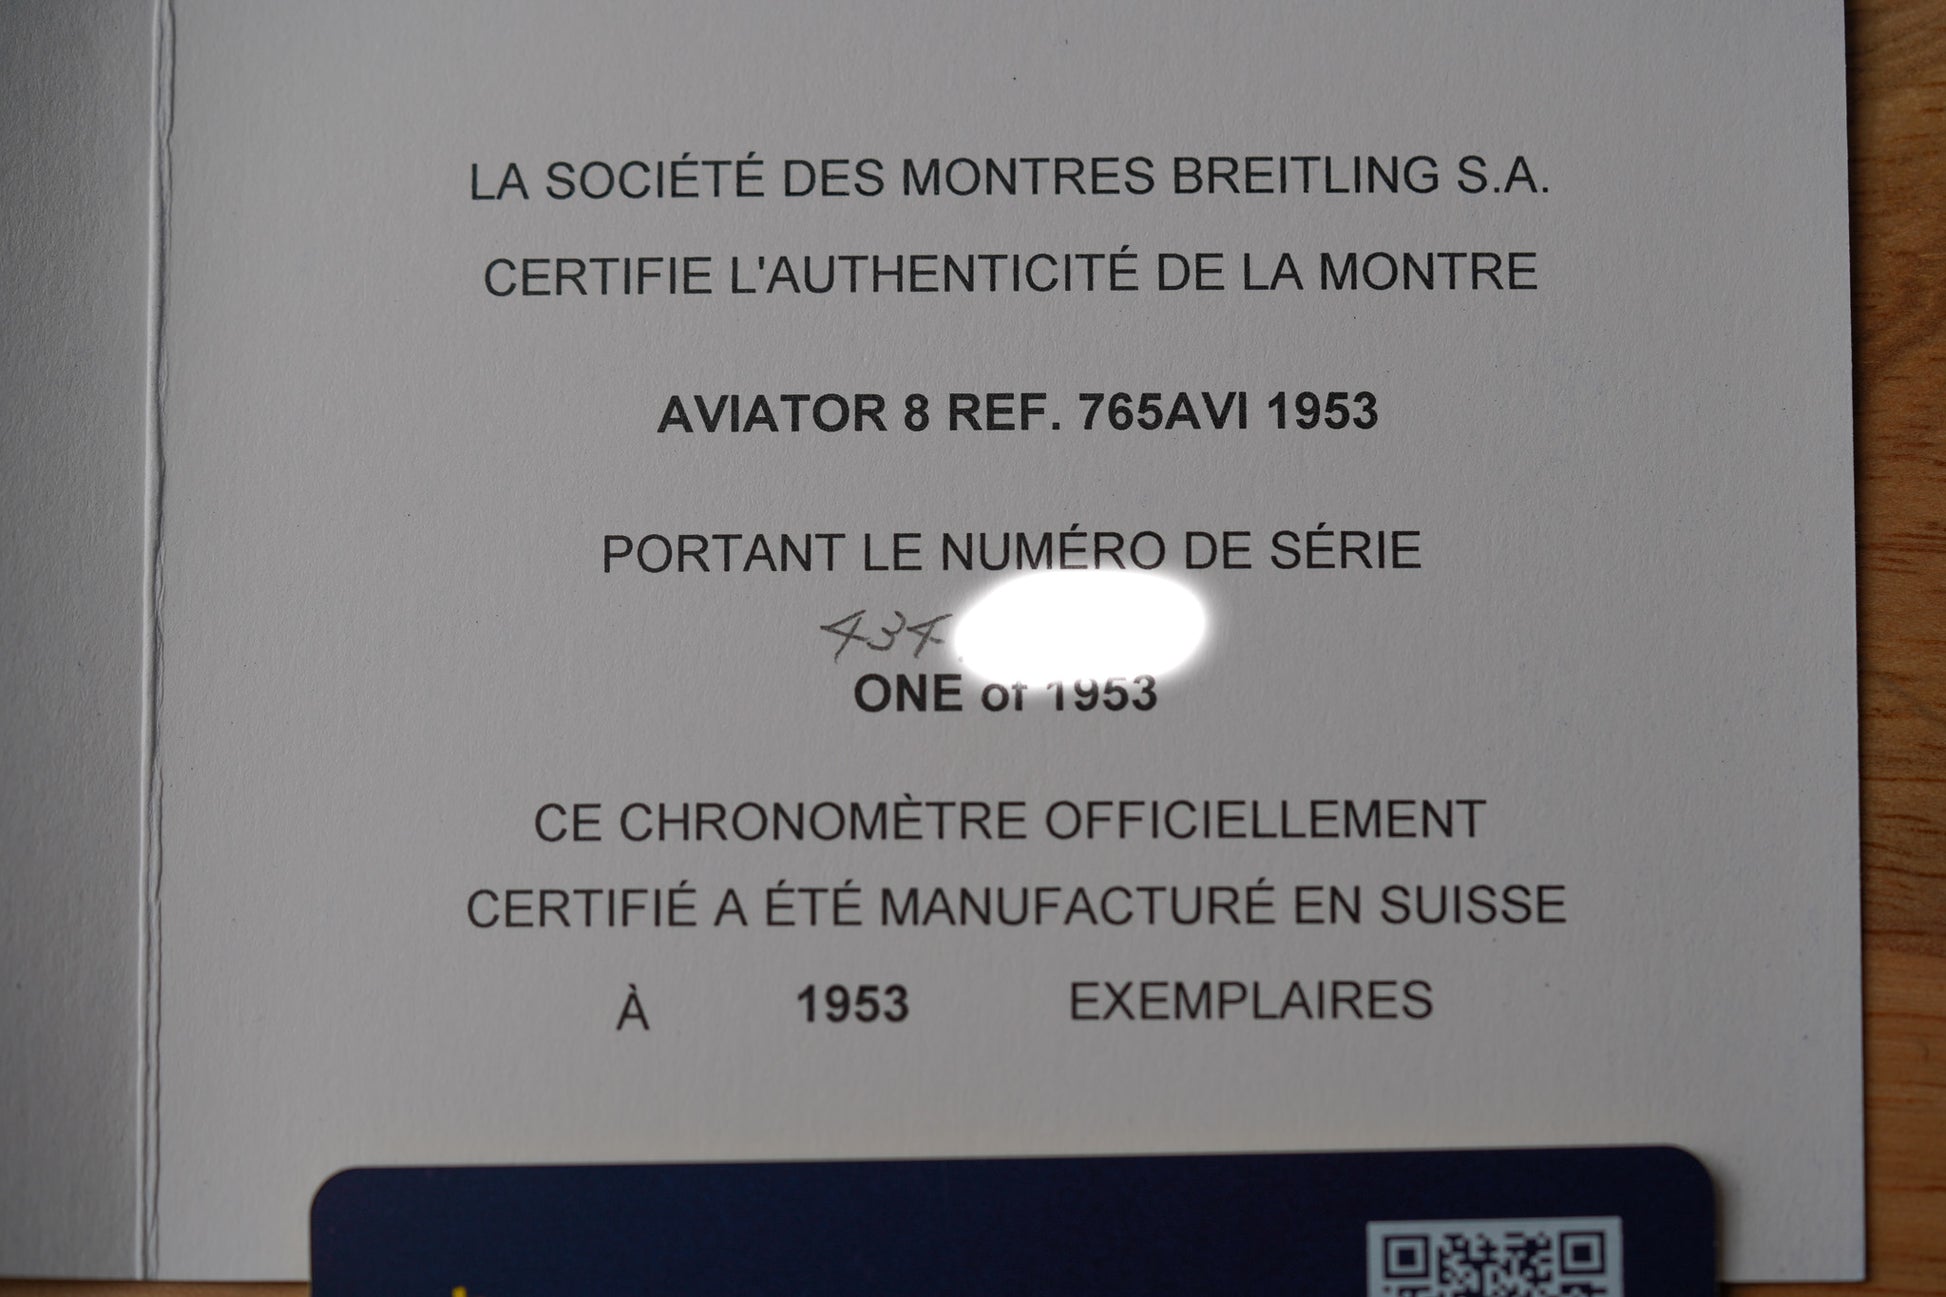 LA SOCIÉTÉ DES MONTRES BREITLING S.A.
CERTIFIE L'AUTHENTICITÉ DE LA MONTRE
AVIATOR 8 REF. 765AVI 1953
PORTANT LE NUMÉRO DE SÉRIE
434
ONE of 1953
CE CHRONOMÈTRE OFFICIELLEMENT
CERTIFIÉ A ÉTÉ MANUFACTURÉ EN SUISSE
À 1953 EXEMPLAIRES